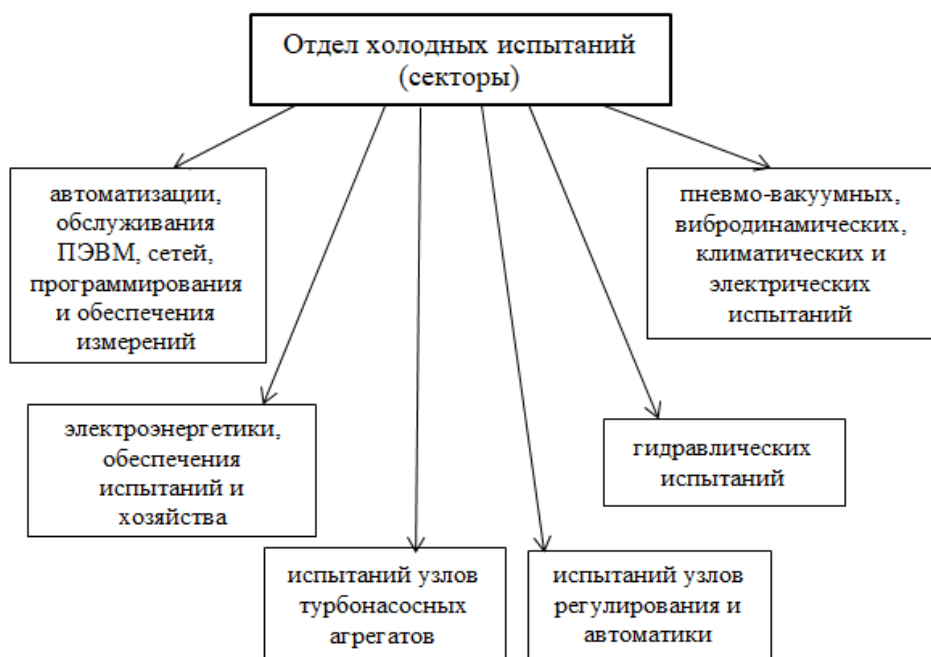 Отдел холодных испытаний
(секторы)
автоматизации,
обслуживания
ПЭВМ, сетей,
программирования
и обеспечения
измерений
пневмо-вакуумных,
вибродинамических,
климатических и
электрических
испытаний
электроэнергетики,
обеспечения
испытаний и
хозяйства
гидравлических
испытаний
испытаний узлов
турбонасосных
агрегатов
испытаний узлов
регулирования и
автоматики